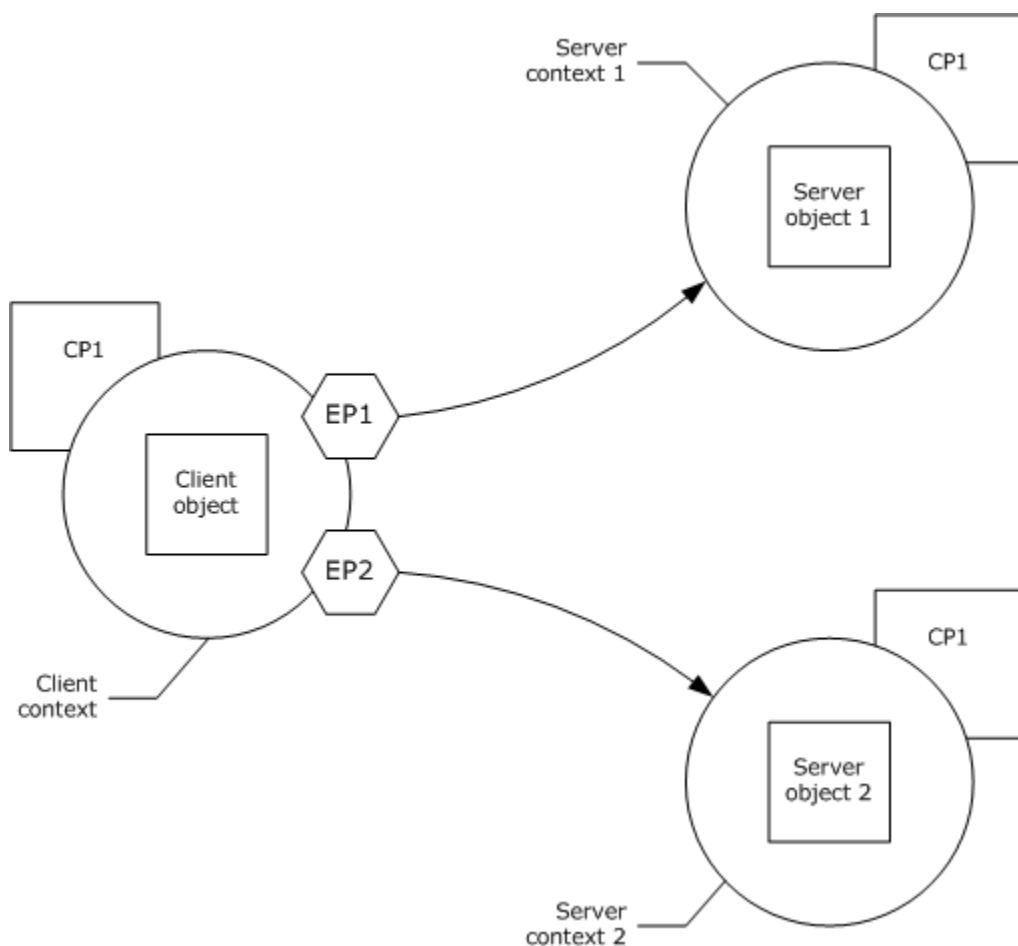 Server
context 1
CP1
Server
object 1
CP1
EP1
Client
object
EP2
Client
context
CP1
Server
object 2
Server
context 2